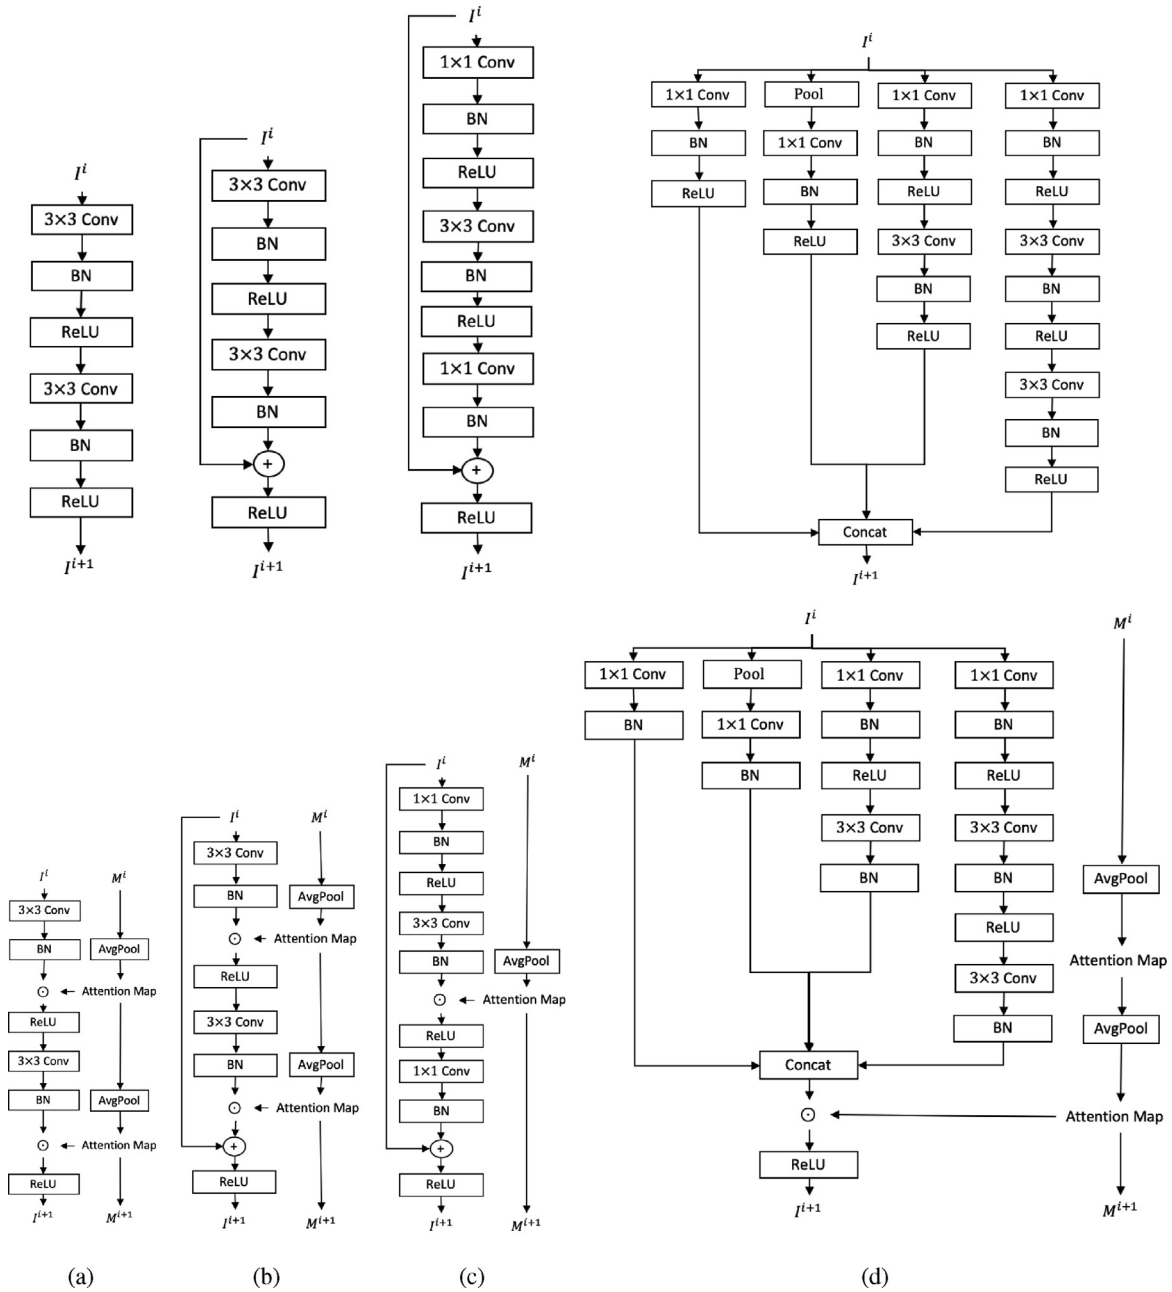 I^i
3×3 Conv
BN
ReLU
3×3 Conv
BN
ReLU
I^{i+1}
I^i
3×3 Conv
BN
ReLU
3×3 Conv
BN
+
ReLU
I^{i+1}
I^i
1×1 Conv
BN
ReLU
3×3 Conv
BN
ReLU
1×1 Conv
BN
+
ReLU
I^{i+1}
I^i
1×1 Conv
BN
ReLU
Pool
1×1 Conv
BN
ReLU
1×1 Conv
BN
ReLU
3×3 Conv
BN
ReLU
1×1 Conv
BN
ReLU
3×3 Conv
BN
ReLU
3×3 Conv
BN
ReLU
Concat
I^{i+1}
I^i
3×3 Conv
BN
⊙
ReLU
3×3 Conv
BN
⊙
ReLU
I^{i+1}
M^i
AvgPool
Attention Map
AvgPool
Attention Map
M^{i+1}
(a)
I^i
3×3 Conv
BN
⊙
ReLU
3×3 Conv
BN
⊙
+
ReLU
I^{i+1}
M^i
AvgPool
Attention Map
AvgPool
Attention Map
M^{i+1}
(b)
I^i
1×1 Conv
BN
ReLU
3×3 Conv
BN
⊙
ReLU
1×1 Conv
BN
+
ReLU
I^{i+1}
M^i
AvgPool
Attention Map
M^{i+1}
(c)
I^i
1×1 Conv
BN
Pool
1×1 Conv
BN
1×1 Conv
BN
ReLU
3×3 Conv
BN
1×1 Conv
BN
ReLU
3×3 Conv
BN
ReLU
3×3 Conv
BN
Concat
⊙
ReLU
I^{i+1}
M^i
AvgPool
Attention Map
AvgPool
Attention Map
M^{i+1}
(d)